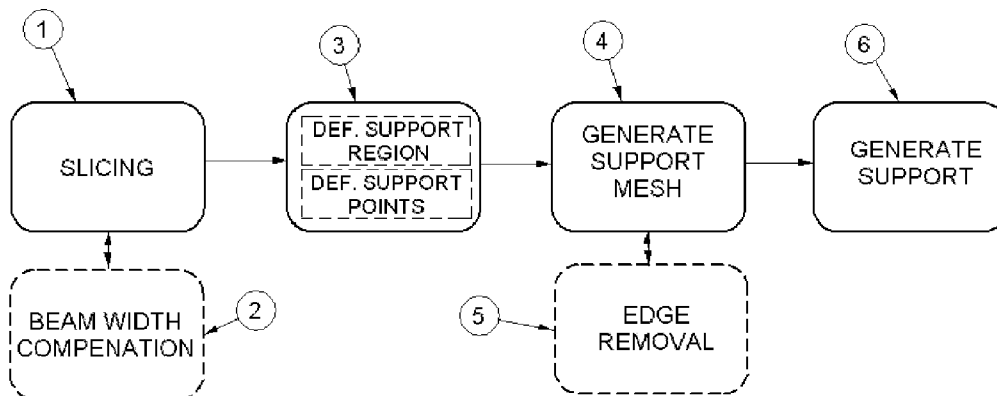 1
3
4
6
SLICING
DEF. SUPPORT
REGION
DEF. SUPPORT
POINTS
GENERATE
SUPPORT
MESH
GENERATE
SUPPORT
BEAM WIDTH
COMPENATION
2
5
EDGE
REMOVAL